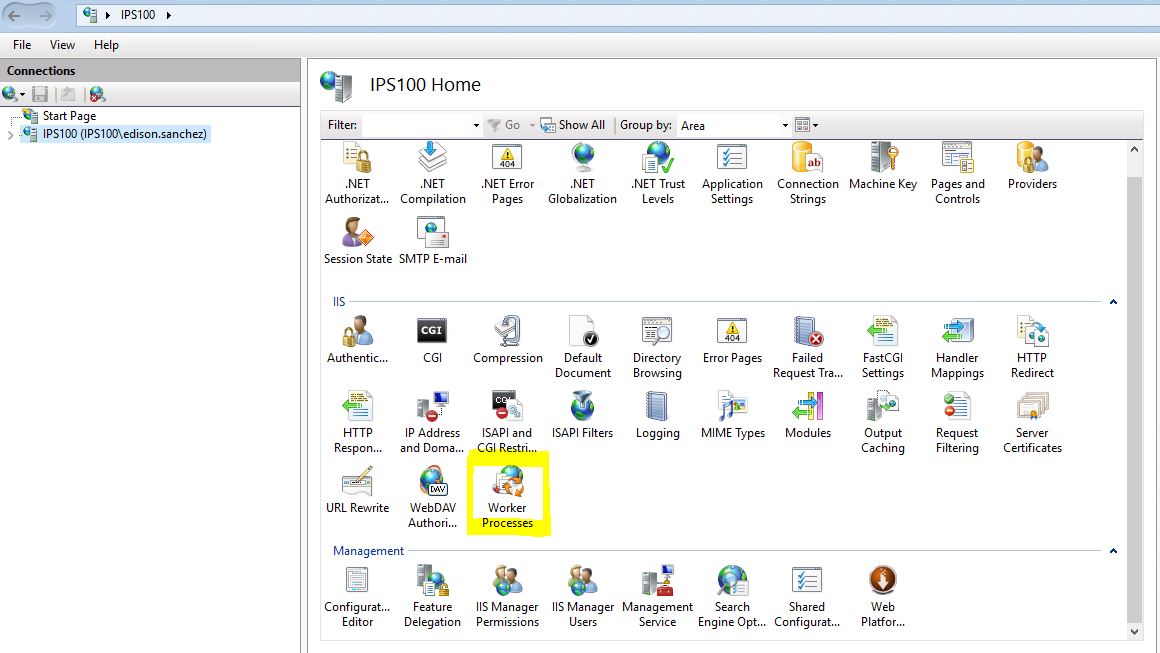 IPS100
File View Help
Connections
Start Page
IPS100 (IPS100\edison.sanchez)
IPS100 Home
Filter: Go Show All Group by: Area
.NET Authorizat...
.NET Compilation
.NET Error Pages
.NET Globalization
.NET Trust Levels
Application Settings
Connection Strings
Machine Key
Pages and Controls
Providers
Session State
SMTP E-mail
IIS
Authentic...
CGI
Compression
Default Document
Directory Browsing
Error Pages
Failed Request Tra...
FastCGI Settings
Handler Mappings
HTTP Redirect
HTTP Respon...
IP Address and Doma...
ISAPI and CGI Restri...
ISAPI Filters
Logging
MIME Types
Modules
Output Caching
Request Filtering
Server Certificates
URL Rewrite
WebDAV Authori...
Worker Processes
Management
Configurat... Editor
Feature Delegation
IIS Manager Permissions
IIS Manager Users
Management Service
Search Engine Opt...
Shared Configurat...
Web Platfor...